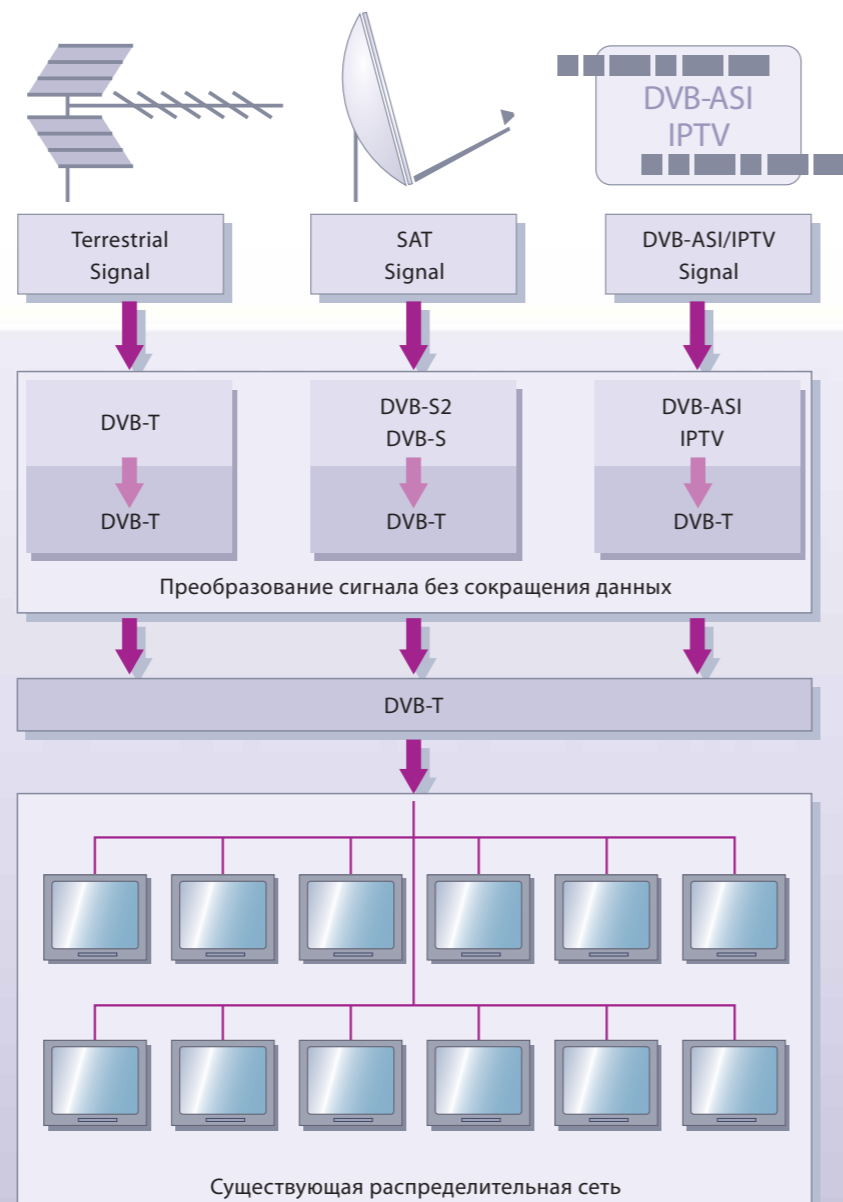 DVB-ASI
IPTV
Terrestrial
Signal
SAT
Signal
DVB-ASI/IPTV
Signal
DVB-T
DVB-T
DVB-S2
DVB-S
DVB-T
DVB-ASI
IPTV
DVB-T
Преобразование сигнала без сокращения данных
DVB-T
Существующая распределительная сеть